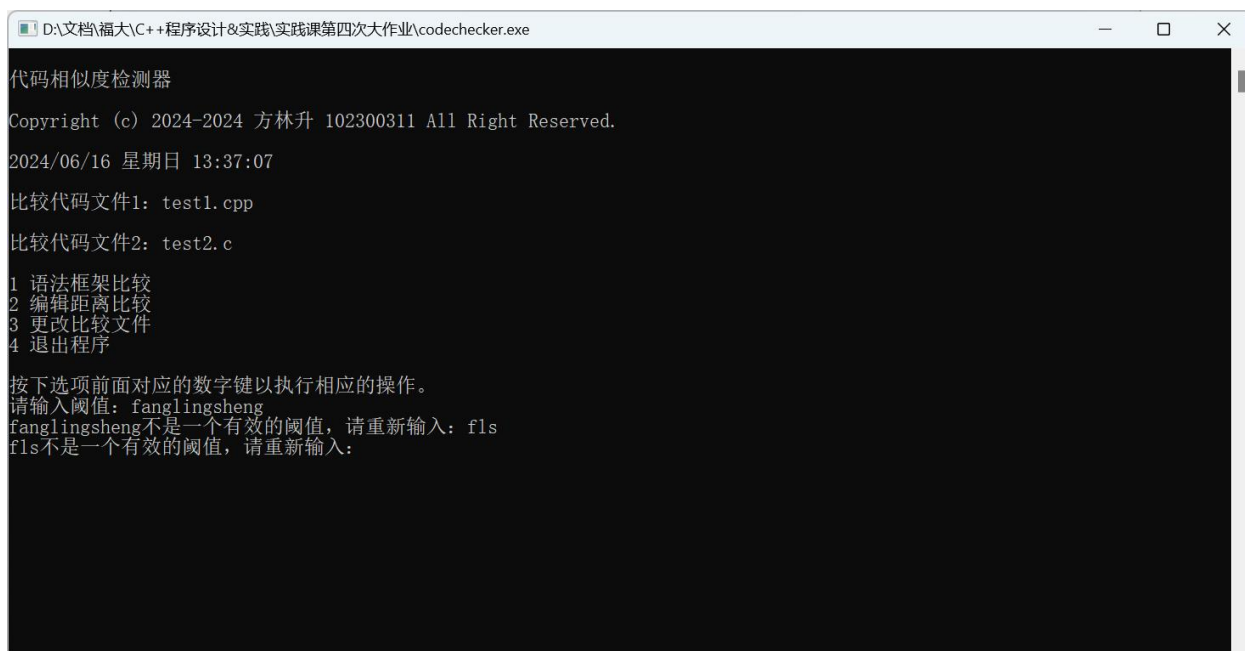 D:\文档\福大\C++程序设计&实践\实践课第四次大作业\codechecker.exe
代码相似度检测器
Copyright (c) 2024-2024 方林升 102300311 All Right Reserved.
2024/06/16 星期日 13:37:07
比较代码文件1: test1.cpp
比较代码文件2: test2.c
1 语法框架比较
2 编辑距离比较
3 更改比较文件
4 退出程序
按下选项前面对应的数字键以执行相应的操作。
请输入阈值: fanglingsheng
fanglingsheng不是一个有效的阈值，请重新输入: fls
fls不是一个有效的阈值，请重新输入: